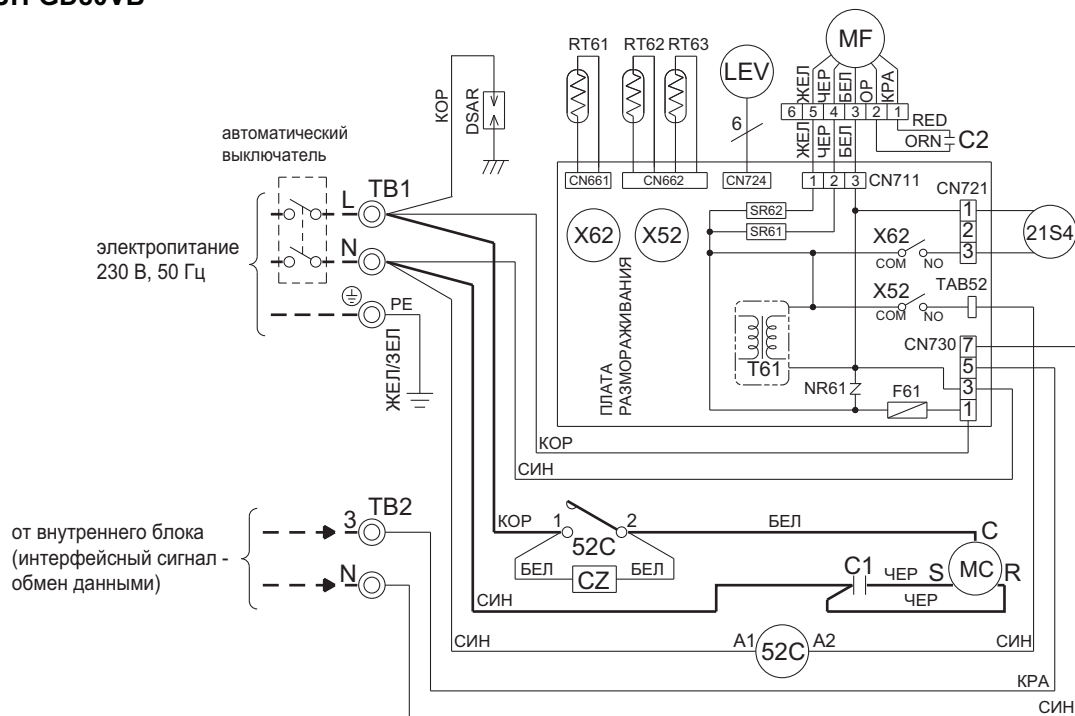 RT61 RT62 RT63
LEV
MF
КОР
DSAR
ЖЕЛ ЧЕР БЕЛ ОР КРА
6 5 4 3 2 1
RED
ORN C2
6
ЖЕЛ ЧЕР БЕЛ
автоматический
выключатель
CN661 CN662 CN724 1 2 3 CN711
CN721
L TB1
электропитание
230 В, 50 Гц
N
PE
ЖЕЛ/ЗЕЛ
X62 X52
SR62
SR61
X62
COM NO
1
2
3
21S4
X52
COM NO
TAB52
T61
ПЛАТА
РАЗМОРАЖИВАНИЯ
NR61
F61
CN730
7
5
3
1
КОР
СИН
от внутреннего блока
(интерфейсный сигнал -
обмен данными)
3 TB2
N
КОР 1 2 БЕЛ
52C
БЕЛ CZ БЕЛ
C
S MC R
C1 ЧЕР
ЧЕР
СИН
СИН A1 52C A2 СИН
КРА
СИН